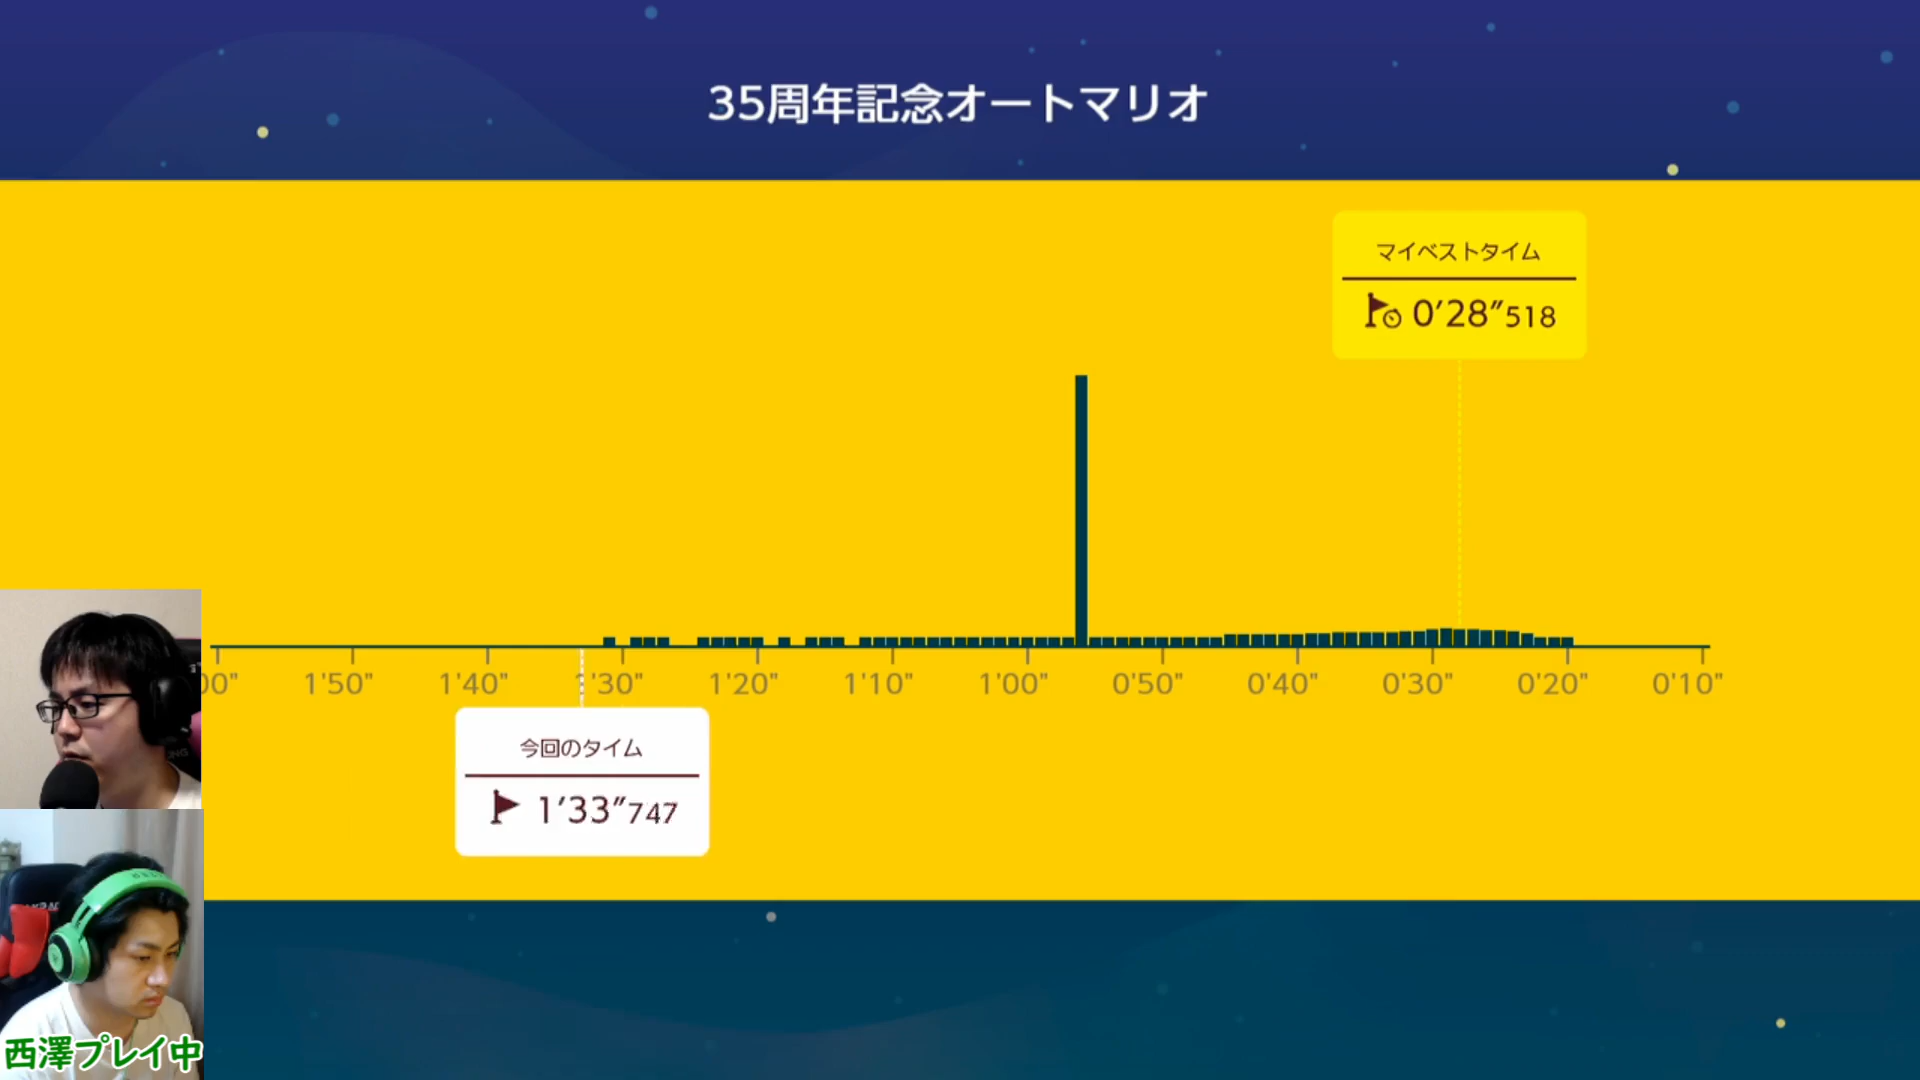 35周年記念オートマリオ
マイベストタイム
0'28"518
00" 1'50" 1'40" 1'30" 1'20" 1'10" 1'00" 0'50" 0'40" 0'30" 0'20" 0'10"
今回のタイム
1'33"747
西澤プレイ中